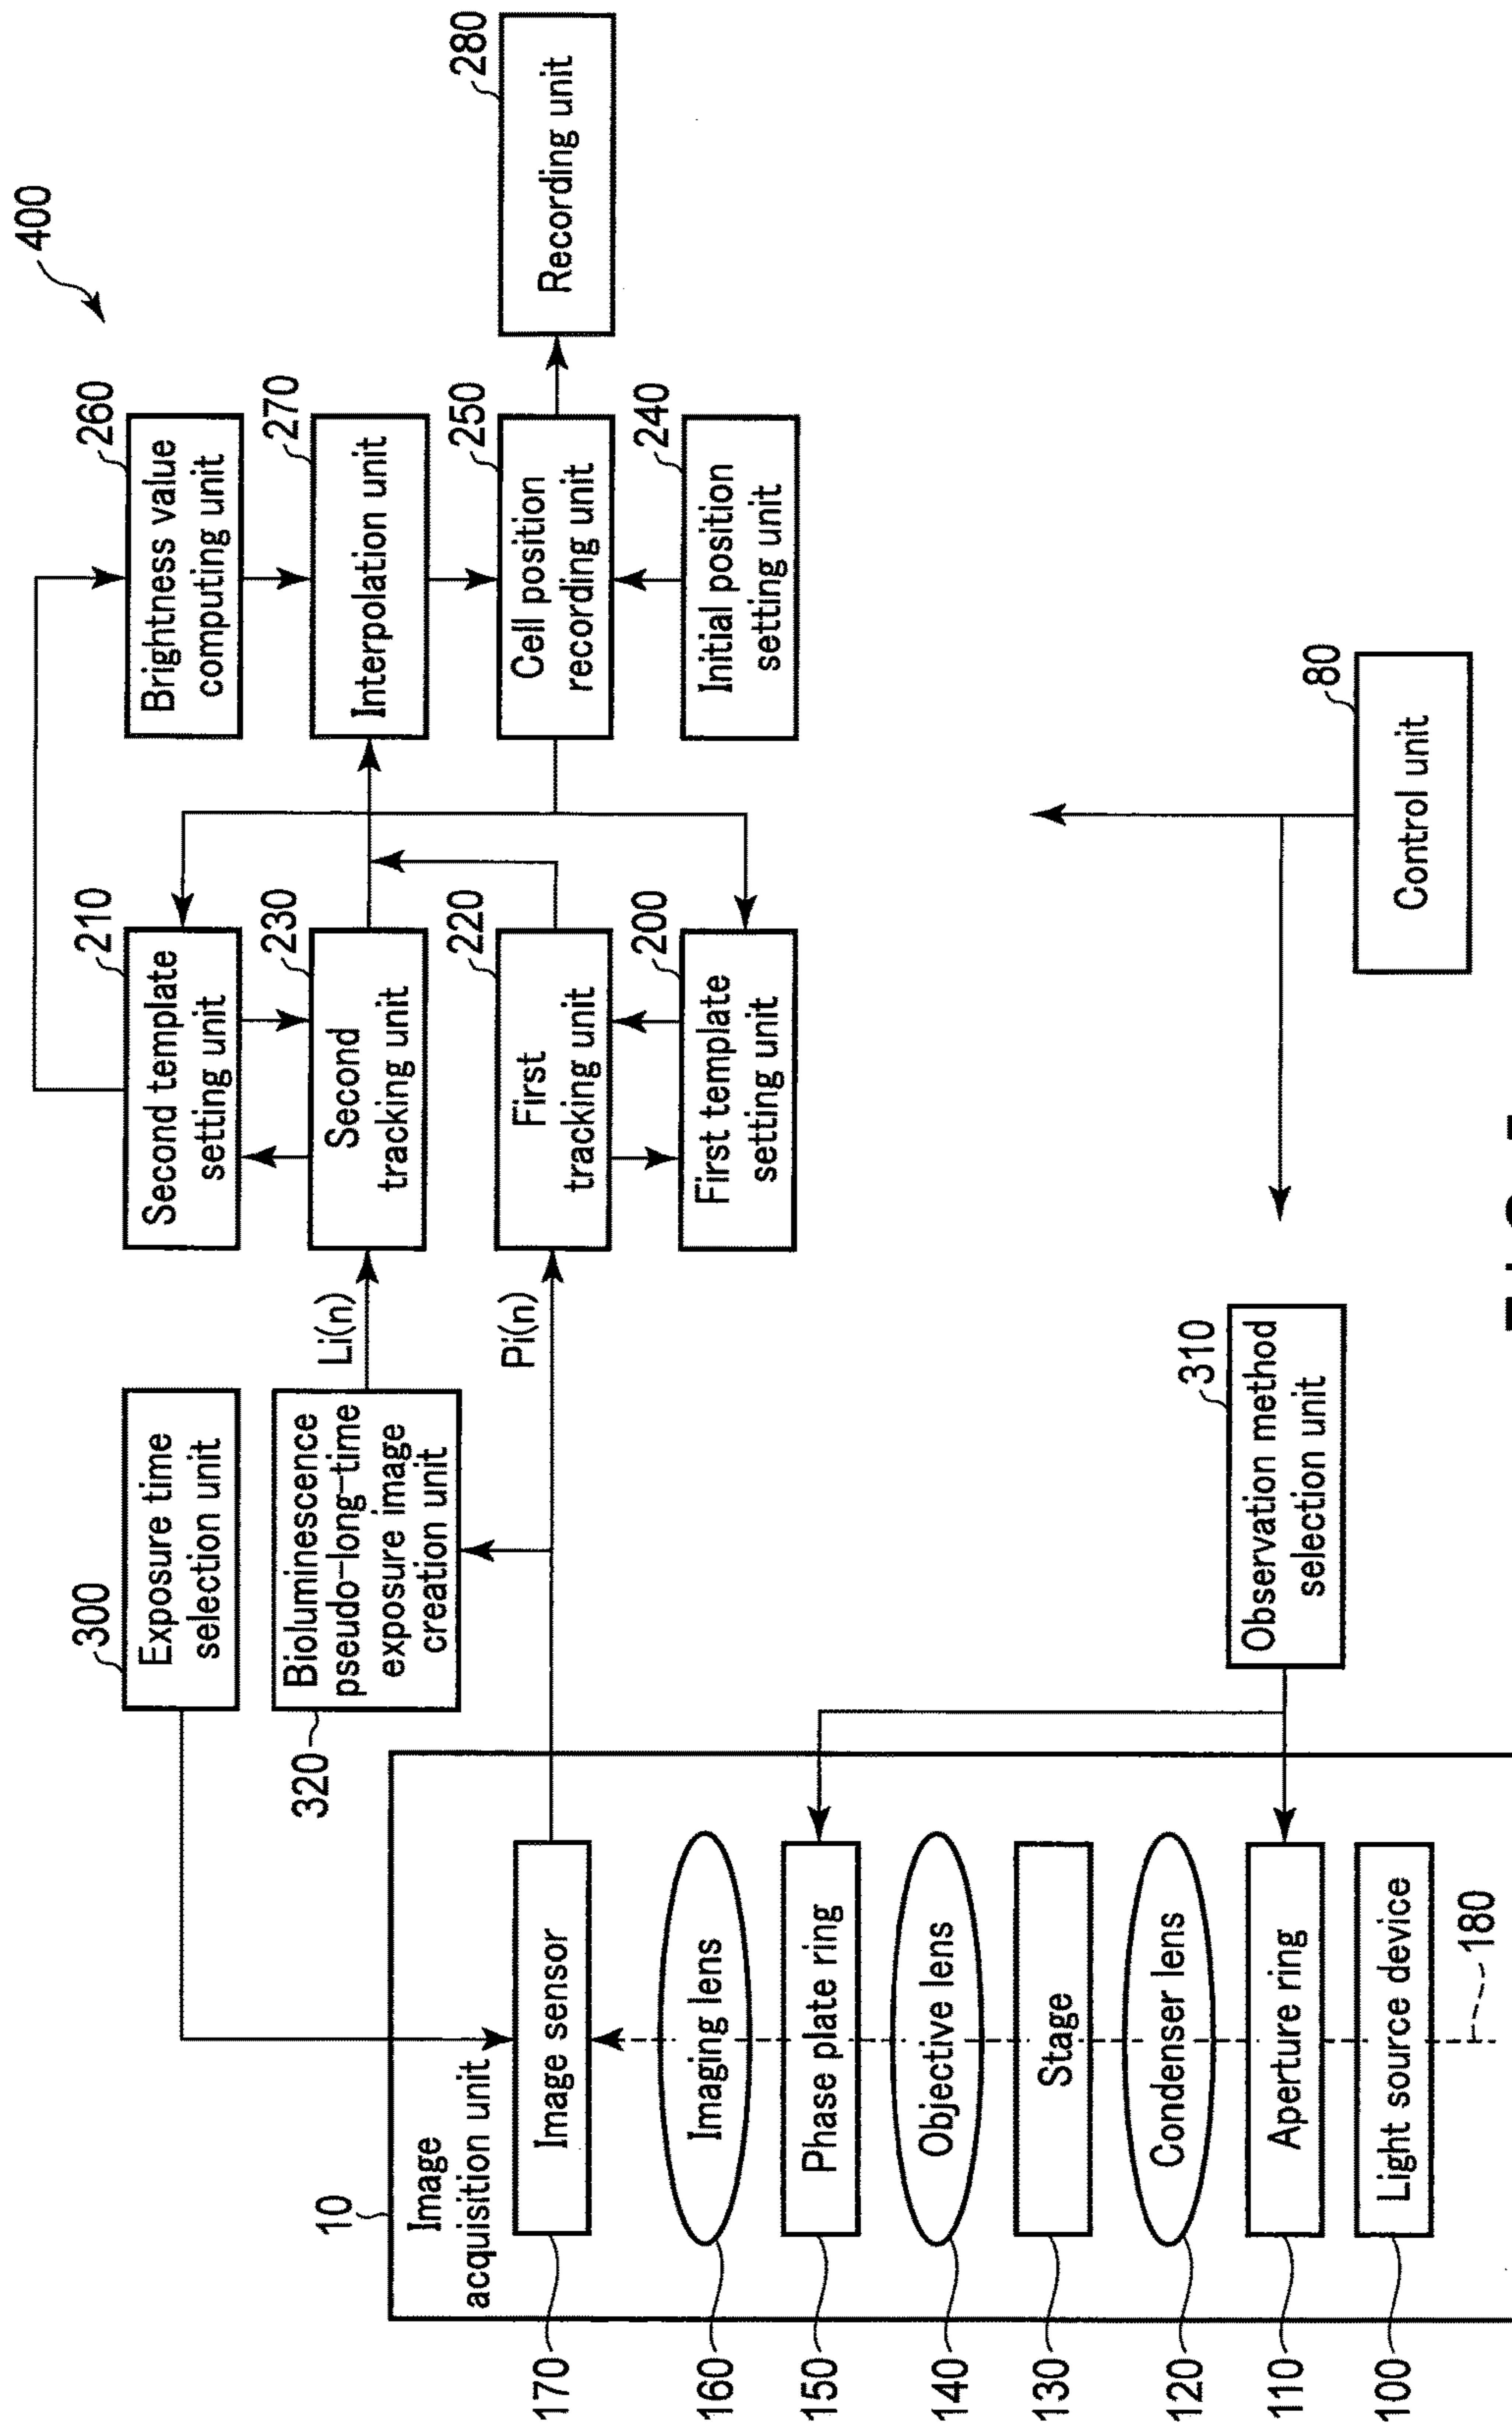 400
10
Image
acquisition unit
170
Image sensor
160
Imaging lens
150
Phase plate ring
140
Objective lens
130
Stage
120
Condenser lens
110
Aperture ring
100
Light source device
180
300
Exposure time
selection unit
320
Bioluminescence
pseudo-long-time
exposure image
creation unit
Li(n)
Pi(n)
310
Observation method
selection unit
210
Second template
setting unit
230
Second
tracking unit
220
First
tracking unit
200
First template
setting unit
260
Brightness value
computing unit
270
Interpolation unit
250
Cell position
recording unit
240
Initial position
setting unit
280
Recording unit
80
Control unit